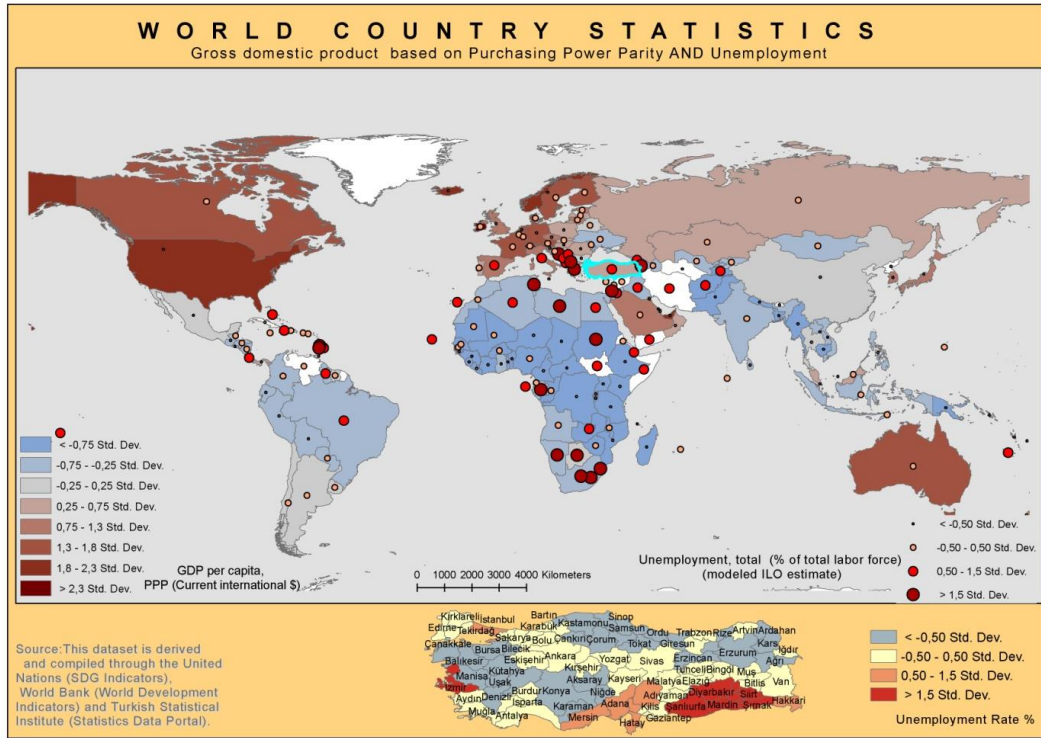 WORLD COUNTRY STATISTICS
Gross domestic product based on Purchasing Power Parity AND Unemployment
< -0,75 Std. Dev.
-0,75 - -0,25 Std. Dev.
-0,25 - 0,25 Std. Dev.
0,25 - 0,75 Std. Dev.
0,75 - 1,3 Std. Dev.
1,3 - 1,8 Std. Dev.
1,8 - 2,3 Std. Dev.
> 2,3 Std. Dev.
GDP per capita,
PPP (Current international $)
0 1000 2000 3000 4000 Kilometers
Unemployment, total (% of total labor force)
(modeled ILO estimate)
< -0,50 Std. Dev.
-0,50 - 0,50 Std. Dev.
0,50 - 1,5 Std. Dev.
> 1,5 Std. Dev.
Source:This dataset is derived
and compiled through the United
Nations (SDG Indicators),
World Bank (World Development
Indicators) and Turkish Statistical
Institute (Statistics Data Portal).
Kırklareli İstanbul Bartın Kastamonu Sinop
Edirne Tekirdağ Karabük Samsun Ordu Trabzon Rize Artvin Ardahan
Çanakkale Sakarya Bolu Çankırı Çorum Tokat Giresun Kars
Bursa Bilecik Iğdır
Balıkesir Eskişehir Ankara Yozgat Sivas Erzincan Erzurum Ağrı
Manisa Kütahya Kırşehir Tunceli Bingöl Muş
İzmir Uşak Aksaray Kayseri Malatya Elazığ Bitlis Van
Aydın Denizli Burdur Konya Niğde Adıyaman Diyarbakır Siirt
Muğla Isparta Karaman Adana Kilis Şanlıurfa Mardin Şırnak Hakkari
Antalya Mersin Hatay Gaziantep
< -0,50 Std. Dev.
-0,50 - 0,50 Std. Dev.
0,50 - 1,5 Std. Dev.
> 1,5 Std. Dev.
Unemployment Rate %